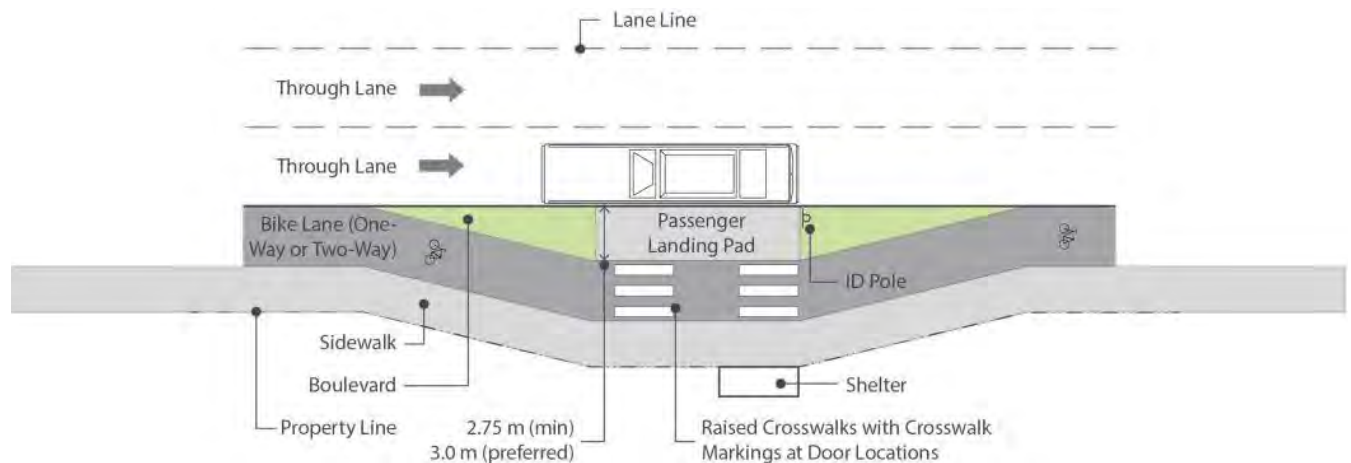 Lane Line
Through Lane
Through Lane
Bike Lane (One-
Way or Two-Way)
Passenger
Landing Pad
ID Pole
Sidewalk
Boulevard
Shelter
Property Line
2.75 m (min)
3.0 m (preferred)
Raised Crosswalks with Crosswalk
Markings at Door Locations